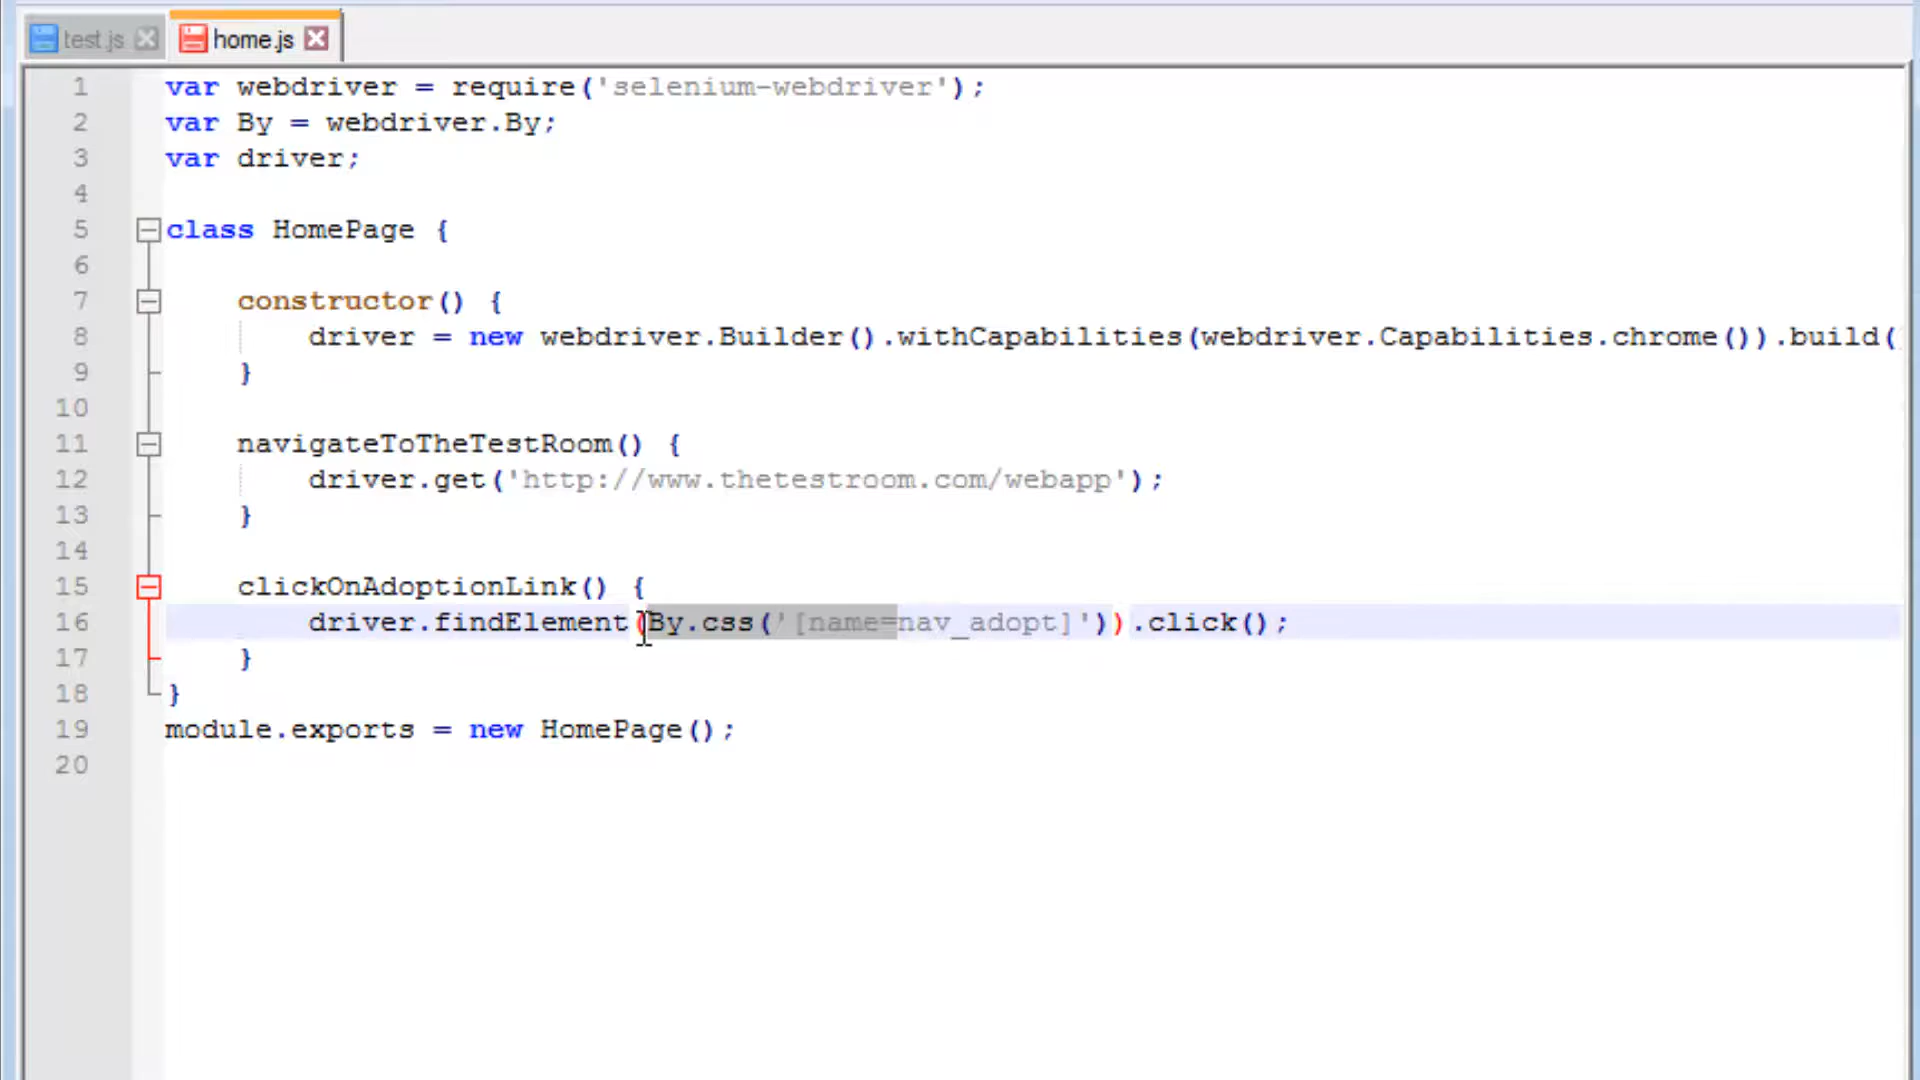 test.js home.js
1 var webdriver = require('selenium-webdriver');
2 var By = webdriver.By;
3 var driver;
4
5 class HomePage {
6
7 constructor() {
8 driver = new webdriver.Builder().withCapabilities(webdriver.Capabilities.chrome()).build(
9 }
10
11 navigateToTheTestRoom() {
12 driver.get('http://www.thetestroom.com/webapp');
13 }
14
15 clickOnAdoptionLink() {
16 driver.findElement(By.css('[name=nav_adopt]')).click();
17 }
18 }
19 module.exports = new HomePage();
20